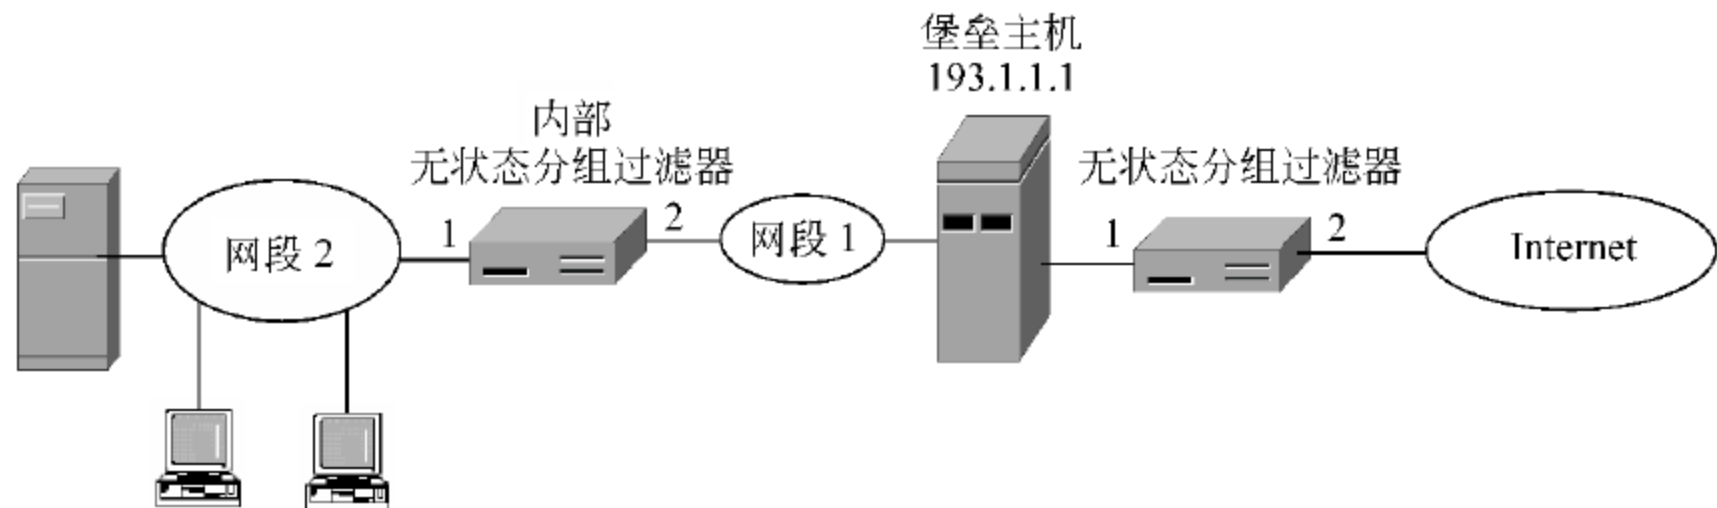 堡垒主机
193.1.1.1
内部
无状态分组过滤器
无状态分组过滤器
网段 2
1
2
网段 1
1
2
Internet